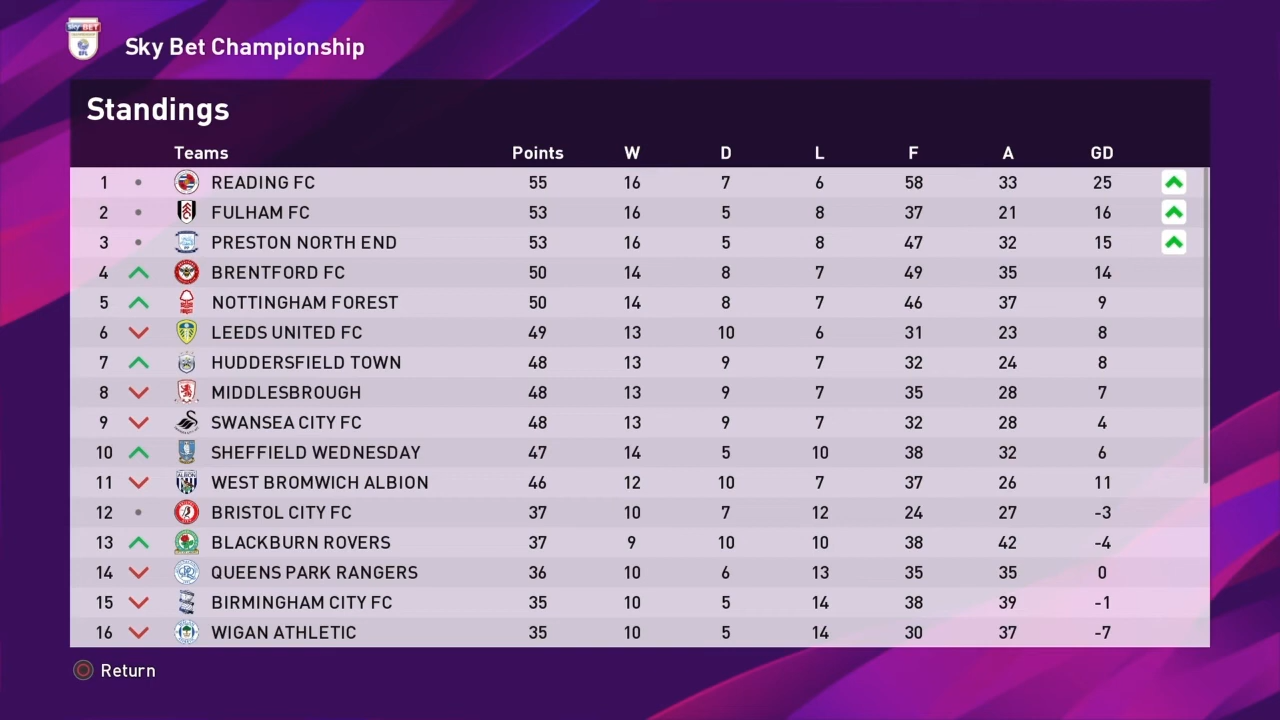 Sky Bet Championship
Standings
Teams Points W D L F A GD
1 READING FC 55 16 7 6 58 33 25
2 FULHAM FC 53 16 5 8 37 21 16
3 PRESTON NORTH END 53 16 5 8 47 32 15
4 BRENTFORD FC 50 14 8 7 49 35 14
5 NOTTINGHAM FOREST 50 14 8 7 46 37 9
6 LEEDS UNITED FC 49 13 10 6 31 23 8
7 HUDDERSFIELD TOWN 48 13 9 7 32 24 8
8 MIDDLESBROUGH 48 13 9 7 35 28 7
9 SWANSEA CITY FC 48 13 9 7 32 28 4
10 SHEFFIELD WEDNESDAY 47 14 5 10 38 32 6
11 WEST BROMWICH ALBION 46 12 10 7 37 26 11
12 BRISTOL CITY FC 37 10 7 12 24 27 -3
13 BLACKBURN ROVERS 37 9 10 10 38 42 -4
14 QUEENS PARK RANGERS 36 10 6 13 35 35 0
15 BIRMINGHAM CITY FC 35 10 5 14 38 39 -1
16 WIGAN ATHLETIC 35 10 5 14 30 37 -7
Return